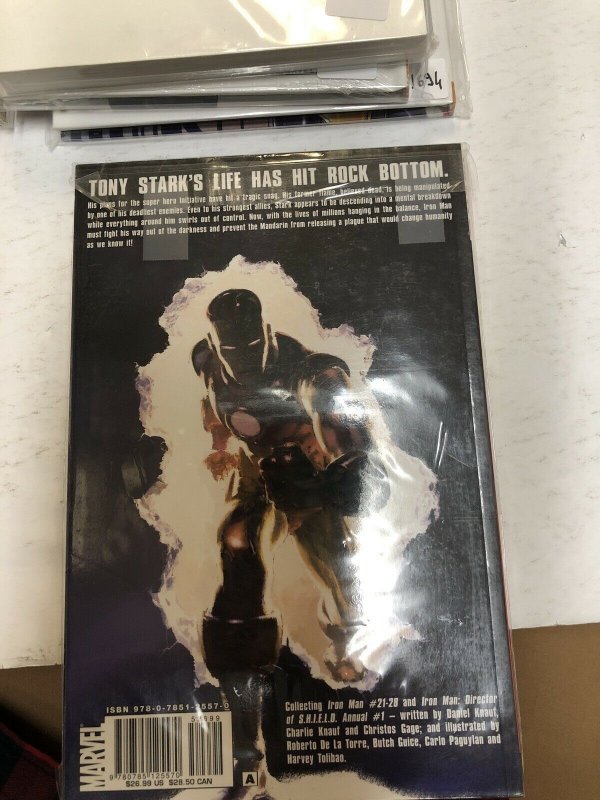 1694
TONY STARK'S LIFE HAS HIT ROCK BOTTOM.
His plans for the super hero Initiative have hit a tragic snag. His former flame, believed dead, is being manipulated
by one of his deadliest enemies. Even to his strongest allies, Stark appears to be descending into a mental breakdown
while everything around him swirls out of control. Now, with the lives of millions hanging in the balance, Iron Man
must fight his way out of the darkness and prevent the Mandarin from releasing a plague that would change humanity
as we know it!
Collecting Iron Man #21-28 and Iron Man: Director
of S.H.I.E.L.D. Annual #1 – written by Daniel Knauf,
Charlie Knauf and Christos Gage; and illustrated by
Roberto De La Torre, Butch Guice, Carlo Pagulayan and
Harvey Tolibao.
ISBN 978-0-7851-2557-0
52699
9 780785 125570
$26.99 US $28.50 CAN
MARVEL
A